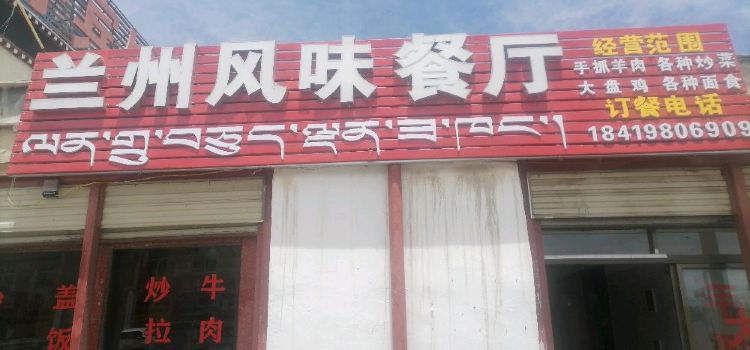 兰州风味餐厅
ལན་གྲུ་བཅུད་ལྡན་ཟ་ཁང་།
经营范围
手抓羊肉 各种炒菜
大盘鸡 各种面食
订餐电话
18419806909
盖饭
炒拉
牛肉